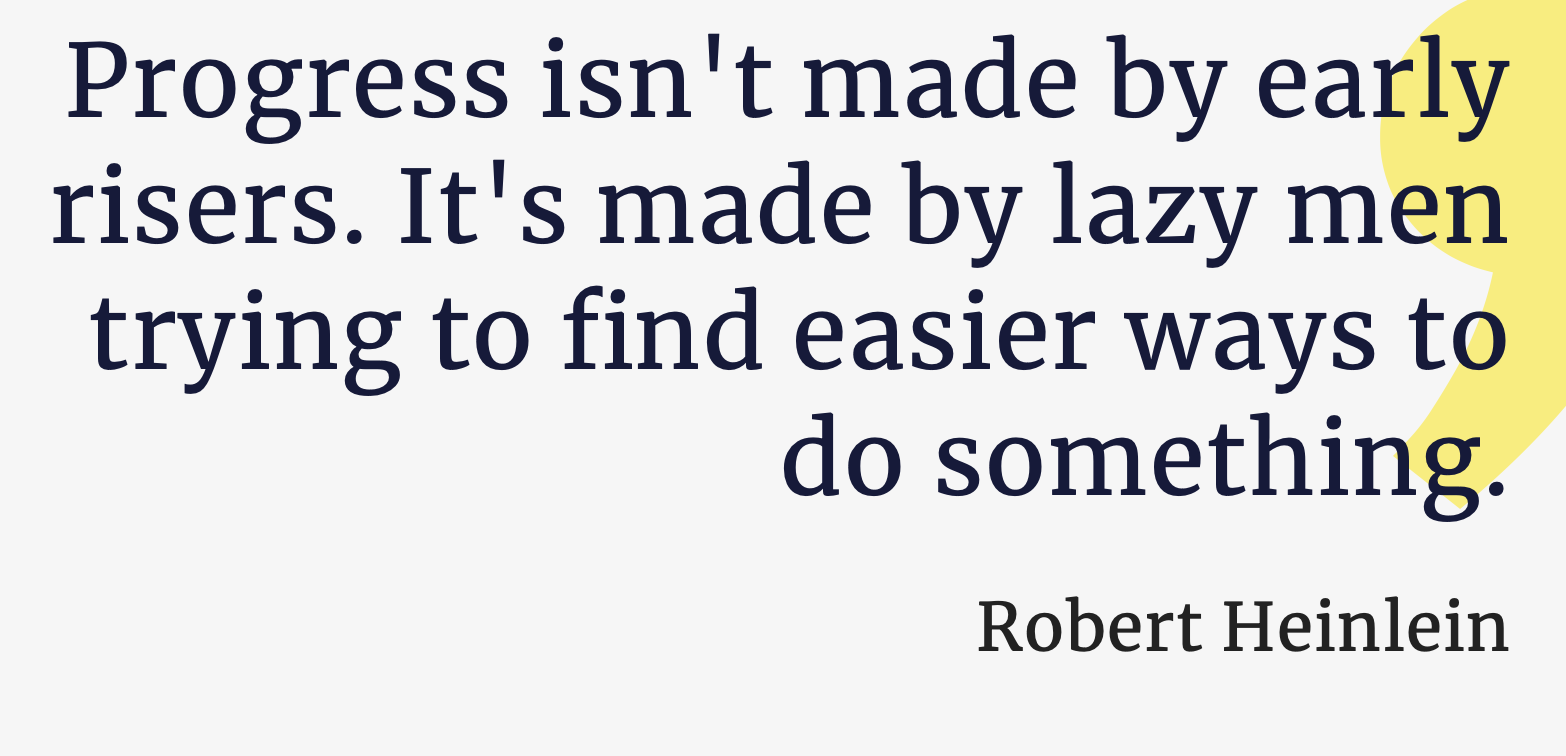 Progress isn't made by early
risers. It's made by lazy men
trying to find easier ways to
do something.
Robert Heinlein